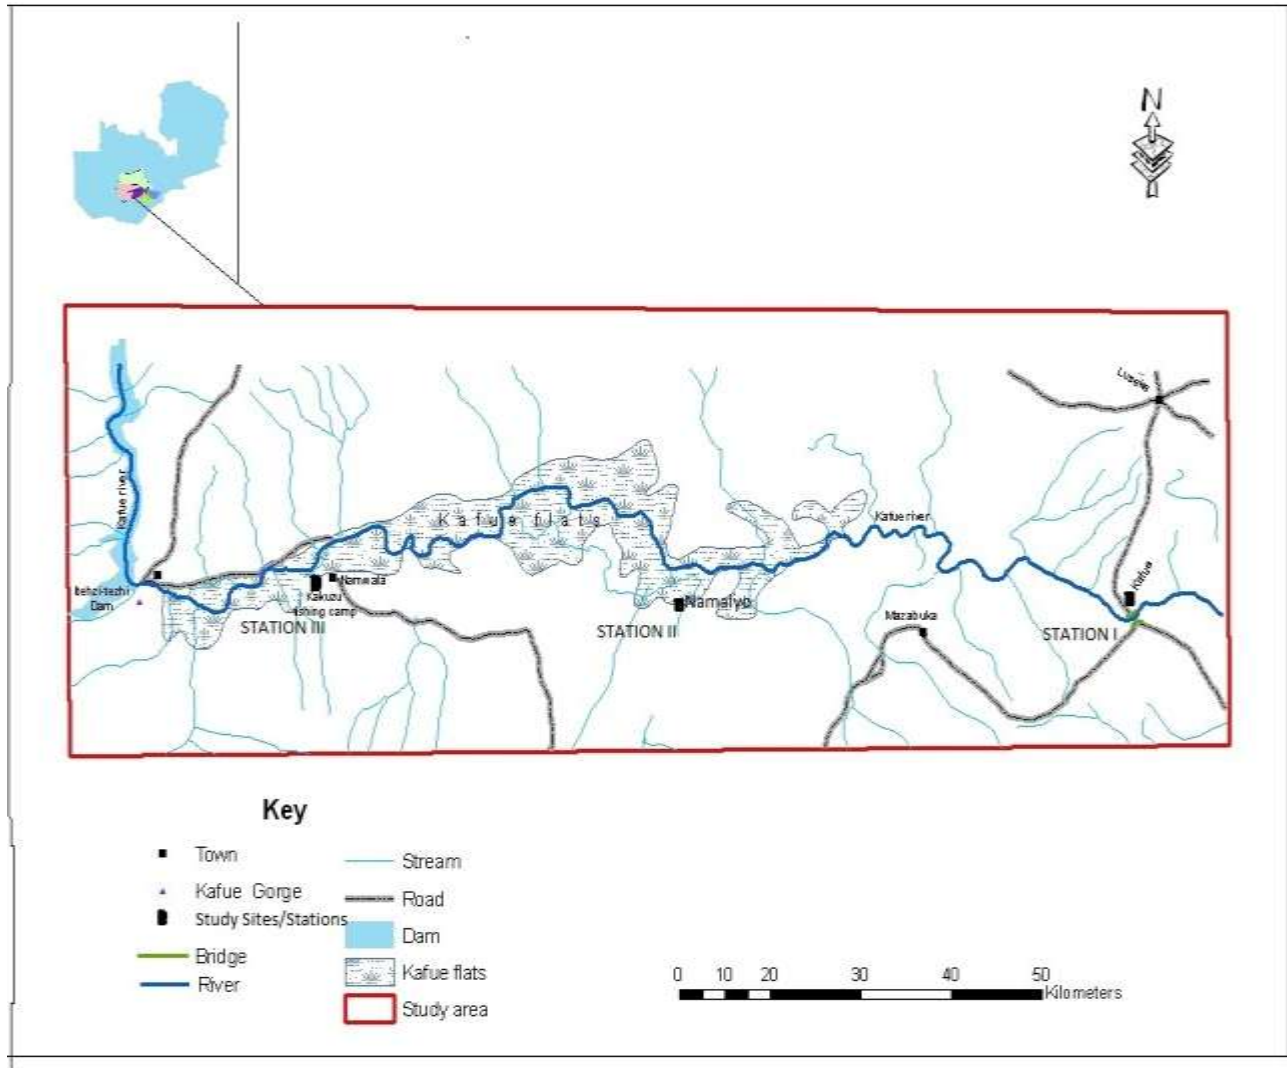 N
Lusaka
Kafue river
Kafue flats
Kafue river
Itezhi-tezhi
Dam
Namwala
Kakuzu
fishing camp
STATION III
Namalyo
STATION II
Mazabuka
STATION I
Kafue
Key
Town
Kafue Gorge
Study Sites/Stations
Bridge
River
Stream
Road
Dam
Kafue flats
Study area
0 10 20 30 40 50
Kilometers